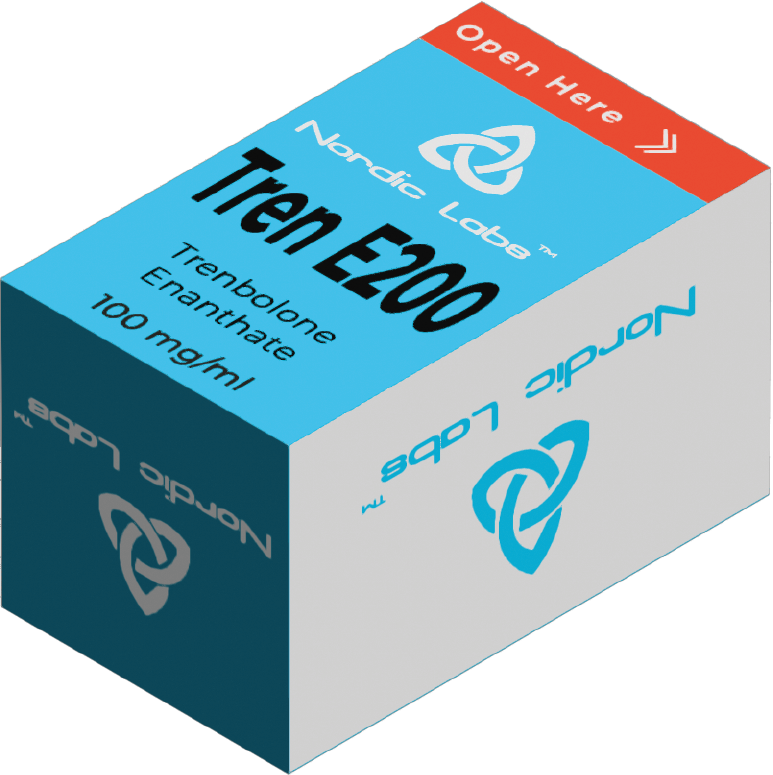 Open Here
Nordic Labs™
Tren E200
Trenbolone
Enanthate
100 mg/ml
Nordic Labs™
Nordic Labs™